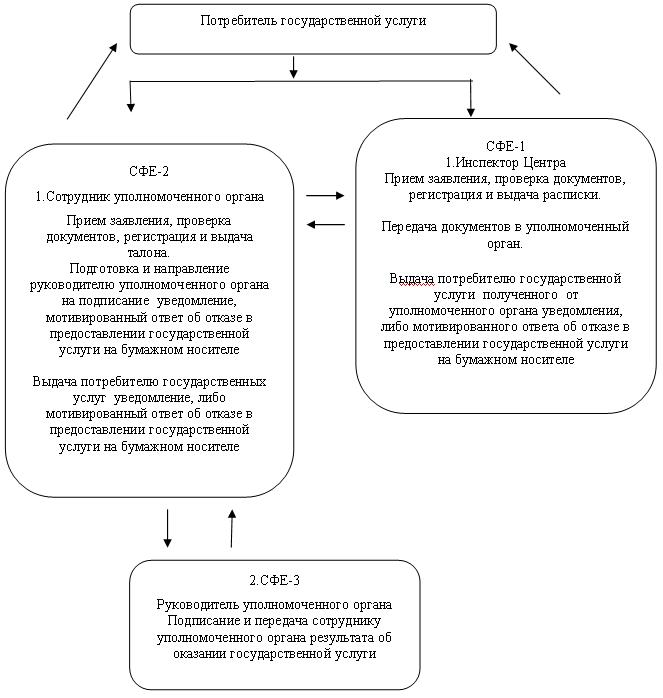 Потребитель государственной услуги
СФЕ-2
1.Сотрудник уполномоченного органа
Прием заявления, проверка
документов, регистрация и выдача
талона.
Подготовка и направление
руководителю уполномоченного органа
на подписание уведомление,
мотивированный ответ об отказе в
предоставлении государственной
услуги на бумажном носителе
Выдача потребителю государственных
услуг уведомление, либо
мотивированный ответ об отказе в
предоставлении государственной
услуги на бумажном носителе
СФЕ-1
1.Инспектор Центра
Прием заявления, проверка документов,
регистрация и выдача расписки.
Передача документов в уполномоченный
орган.
Выдача потребителю государственной
услуги полученного от
уполномоченного органа уведомления,
либо мотивированного ответа об отказе в
предоставлении государственной услуги
на бумажном носителе
2.СФЕ-3
Руководитель уполномоченного органа
Подписание и передача сотруднику
уполномоченного органа результата об
оказании государственной услуги